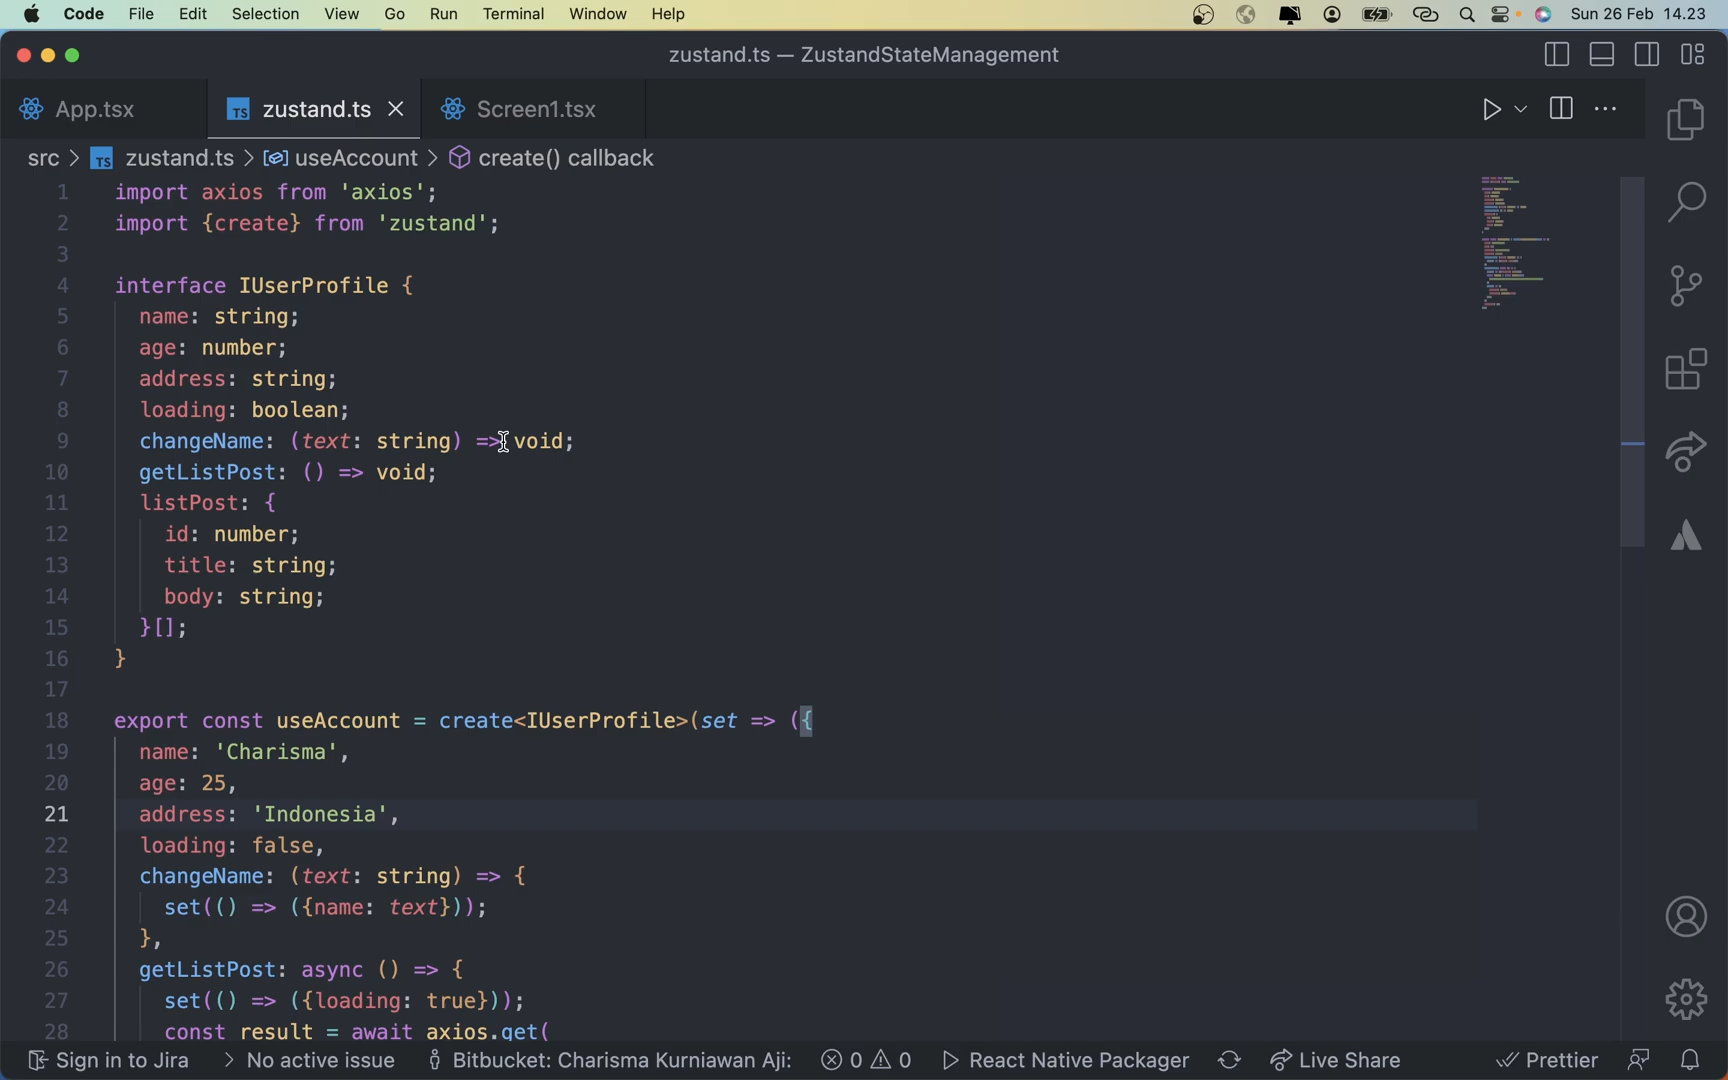 Code File Edit Selection View Go Run Terminal Window Help Sun 26 Feb 14.23
zustand.ts — ZustandStateManagement
App.tsx TS zustand.ts Screen1.tsx
src > TS zustand.ts > useAccount > create() callback
1 import axios from 'axios';
2 import {create} from 'zustand';
3
4 interface IUserProfile {
5 name: string;
6 age: number;
7 address: string;
8 loading: boolean;
9 changeName: (text: string) => void;
10 getListPost: () => void;
11 listPost: {
12 id: number;
13 title: string;
14 body: string;
15 }[];
16 }
17
18 export const useAccount = create<IUserProfile>(set => ({
19 name: 'Charisma',
20 age: 25,
21 address: 'Indonesia',
22 loading: false,
23 changeName: (text: string) => {
24 set(() => ({name: text}));
25 },
26 getListPost: async () => {
27 set(() => ({loading: true}));
28 const result = await axios.get(
Sign in to Jira > No active issue Bitbucket: Charisma Kurniawan Aji: 0 0 React Native Packager Live Share Prettier